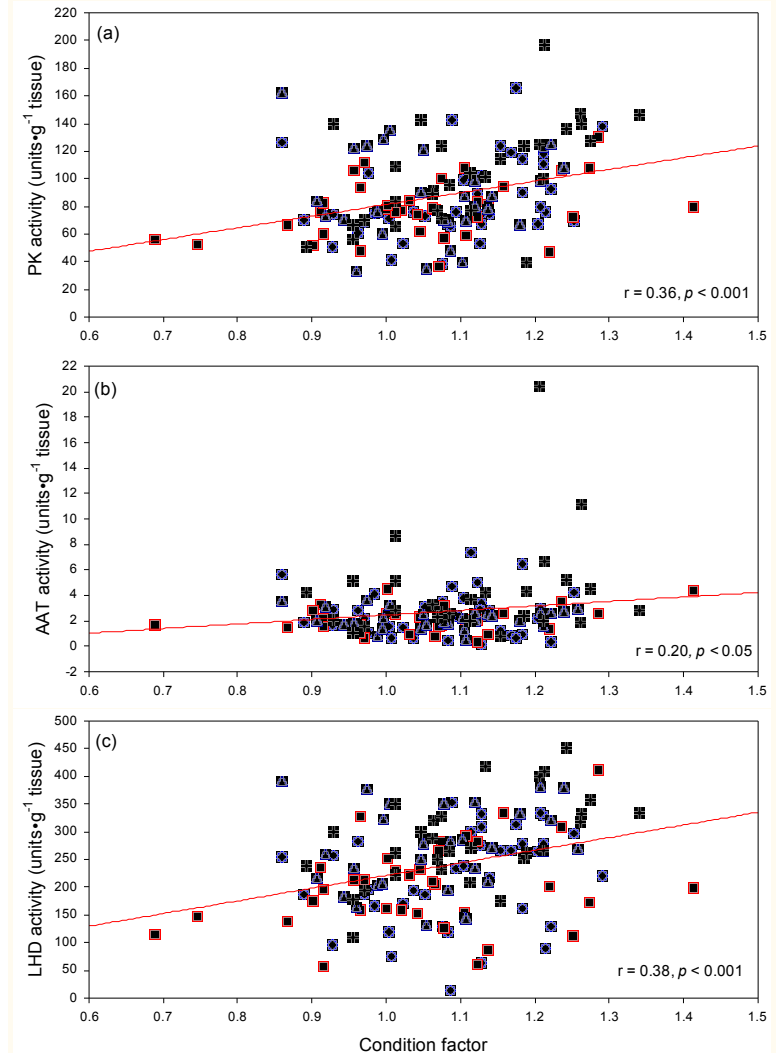 (a)
PK activity (units•g-1 tissue)
220
200
180
160
140
120
100
80
60
40
20
0
r = 0.36, p < 0.001
0.6 0.7 0.8 0.9 1.0 1.1 1.2 1.3 1.4 1.5
(b)
AAT activity (units•g-1 tissue)
22
20
18
16
14
12
10
8
6
4
2
0
-2
r = 0.20, p < 0.05
0.6 0.7 0.8 0.9 1.0 1.1 1.2 1.3 1.4 1.5
(c)
LHD activity (units•g-1 tissue)
500
450
400
350
300
250
200
150
100
50
0
r = 0.38, p < 0.001
0.6 0.7 0.8 0.9 1.0 1.1 1.2 1.3 1.4 1.5
Condition factor